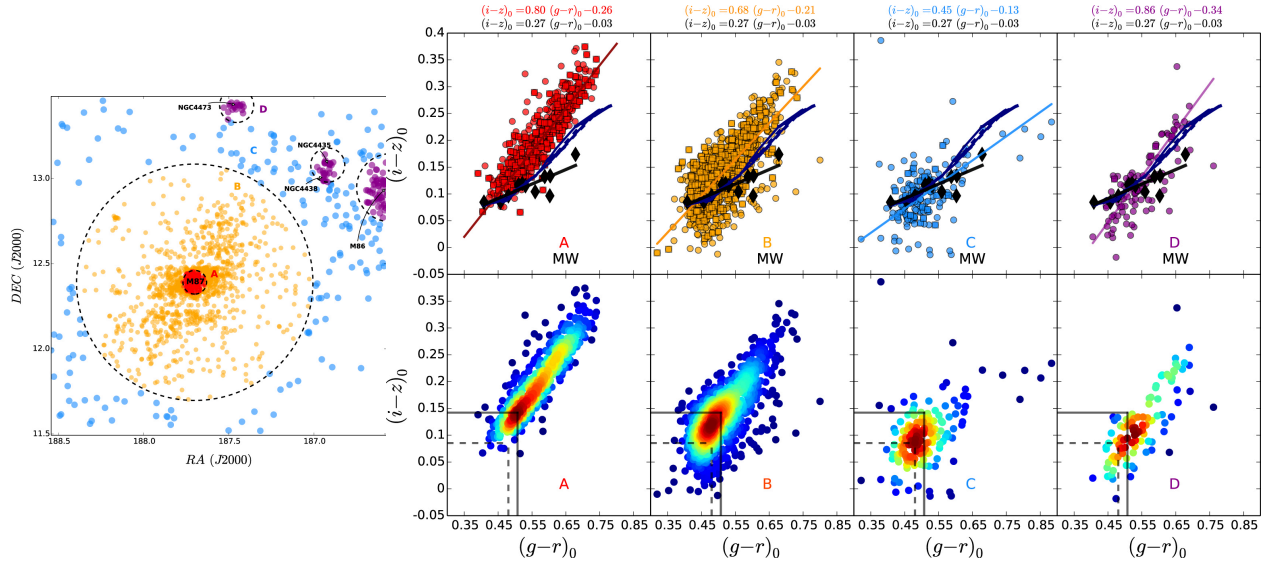 (i−z)₀=0.80 (g−r)₀−0.26
(i−z)₀=0.27 (g−r)₀−0.03
(i−z)₀=0.68 (g−r)₀−0.21
(i−z)₀=0.27 (g−r)₀−0.03
(i−z)₀=0.45 (g−r)₀−0.13
(i−z)₀=0.27 (g−r)₀−0.03
(i−z)₀=0.86 (g−r)₀−0.34
(i−z)₀=0.27 (g−r)₀−0.03
NGC4473
D
NGC4435
C
NGC4438
B
M86
A
M87
13.0
12.5
12.0
11.5
DEC (J2000)
188.5 188.0 187.5 187.0
RA (J2000)
0.4
0.3
0.25
0.2
0.15
0.1
0.05
0
-0.05
(i−z)₀
A
MW
B
MW
C
MW
D
MW
0.35
0.3
0.25
0.2
0.15
0.1
0.05
0
-0.05
(i−z)₀
A
B
C
D
0.35 0.45 0.55 0.65 0.75 0.85
0.35 0.45 0.55 0.65 0.75 0.85
0.35 0.45 0.55 0.65 0.75 0.85
0.35 0.45 0.55 0.65 0.75 0.85
(g−r)₀
(g−r)₀
(g−r)₀
(g−r)₀